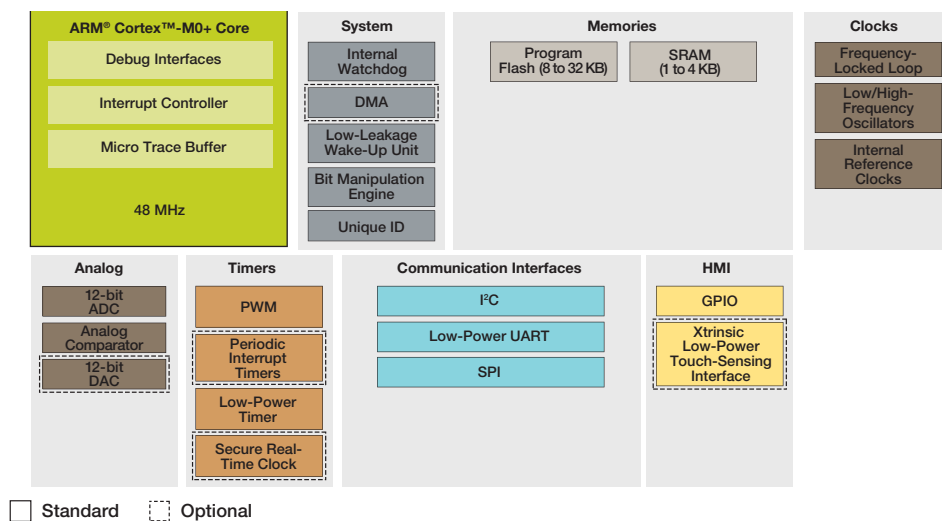 ARM® Cortex™-M0+ Core
Debug Interfaces
Interrupt Controller
Micro Trace Buffer
48 MHz
System
Internal
Watchdog
DMA
Low-Leakage
Wake-Up Unit
Bit Manipulation
Engine
Unique ID
Memories
Program
Flash (8 to 32 KB)
SRAM
(1 to 4 KB)
Clocks
Frequency-
Locked Loop
Low/High-
Frequency
Oscillators
Internal
Reference
Clocks
Analog
12-bit
ADC
Analog
Comparator
12-bit
DAC
Timers
PWM
Periodic
Interrupt
Timers
Low-Power
Timer
Secure Real-
Time Clock
Communication Interfaces
I²C
Low-Power UART
SPI
HMI
GPIO
Xtrinsic
Low-Power
Touch-Sensing
Interface
Standard
Optional